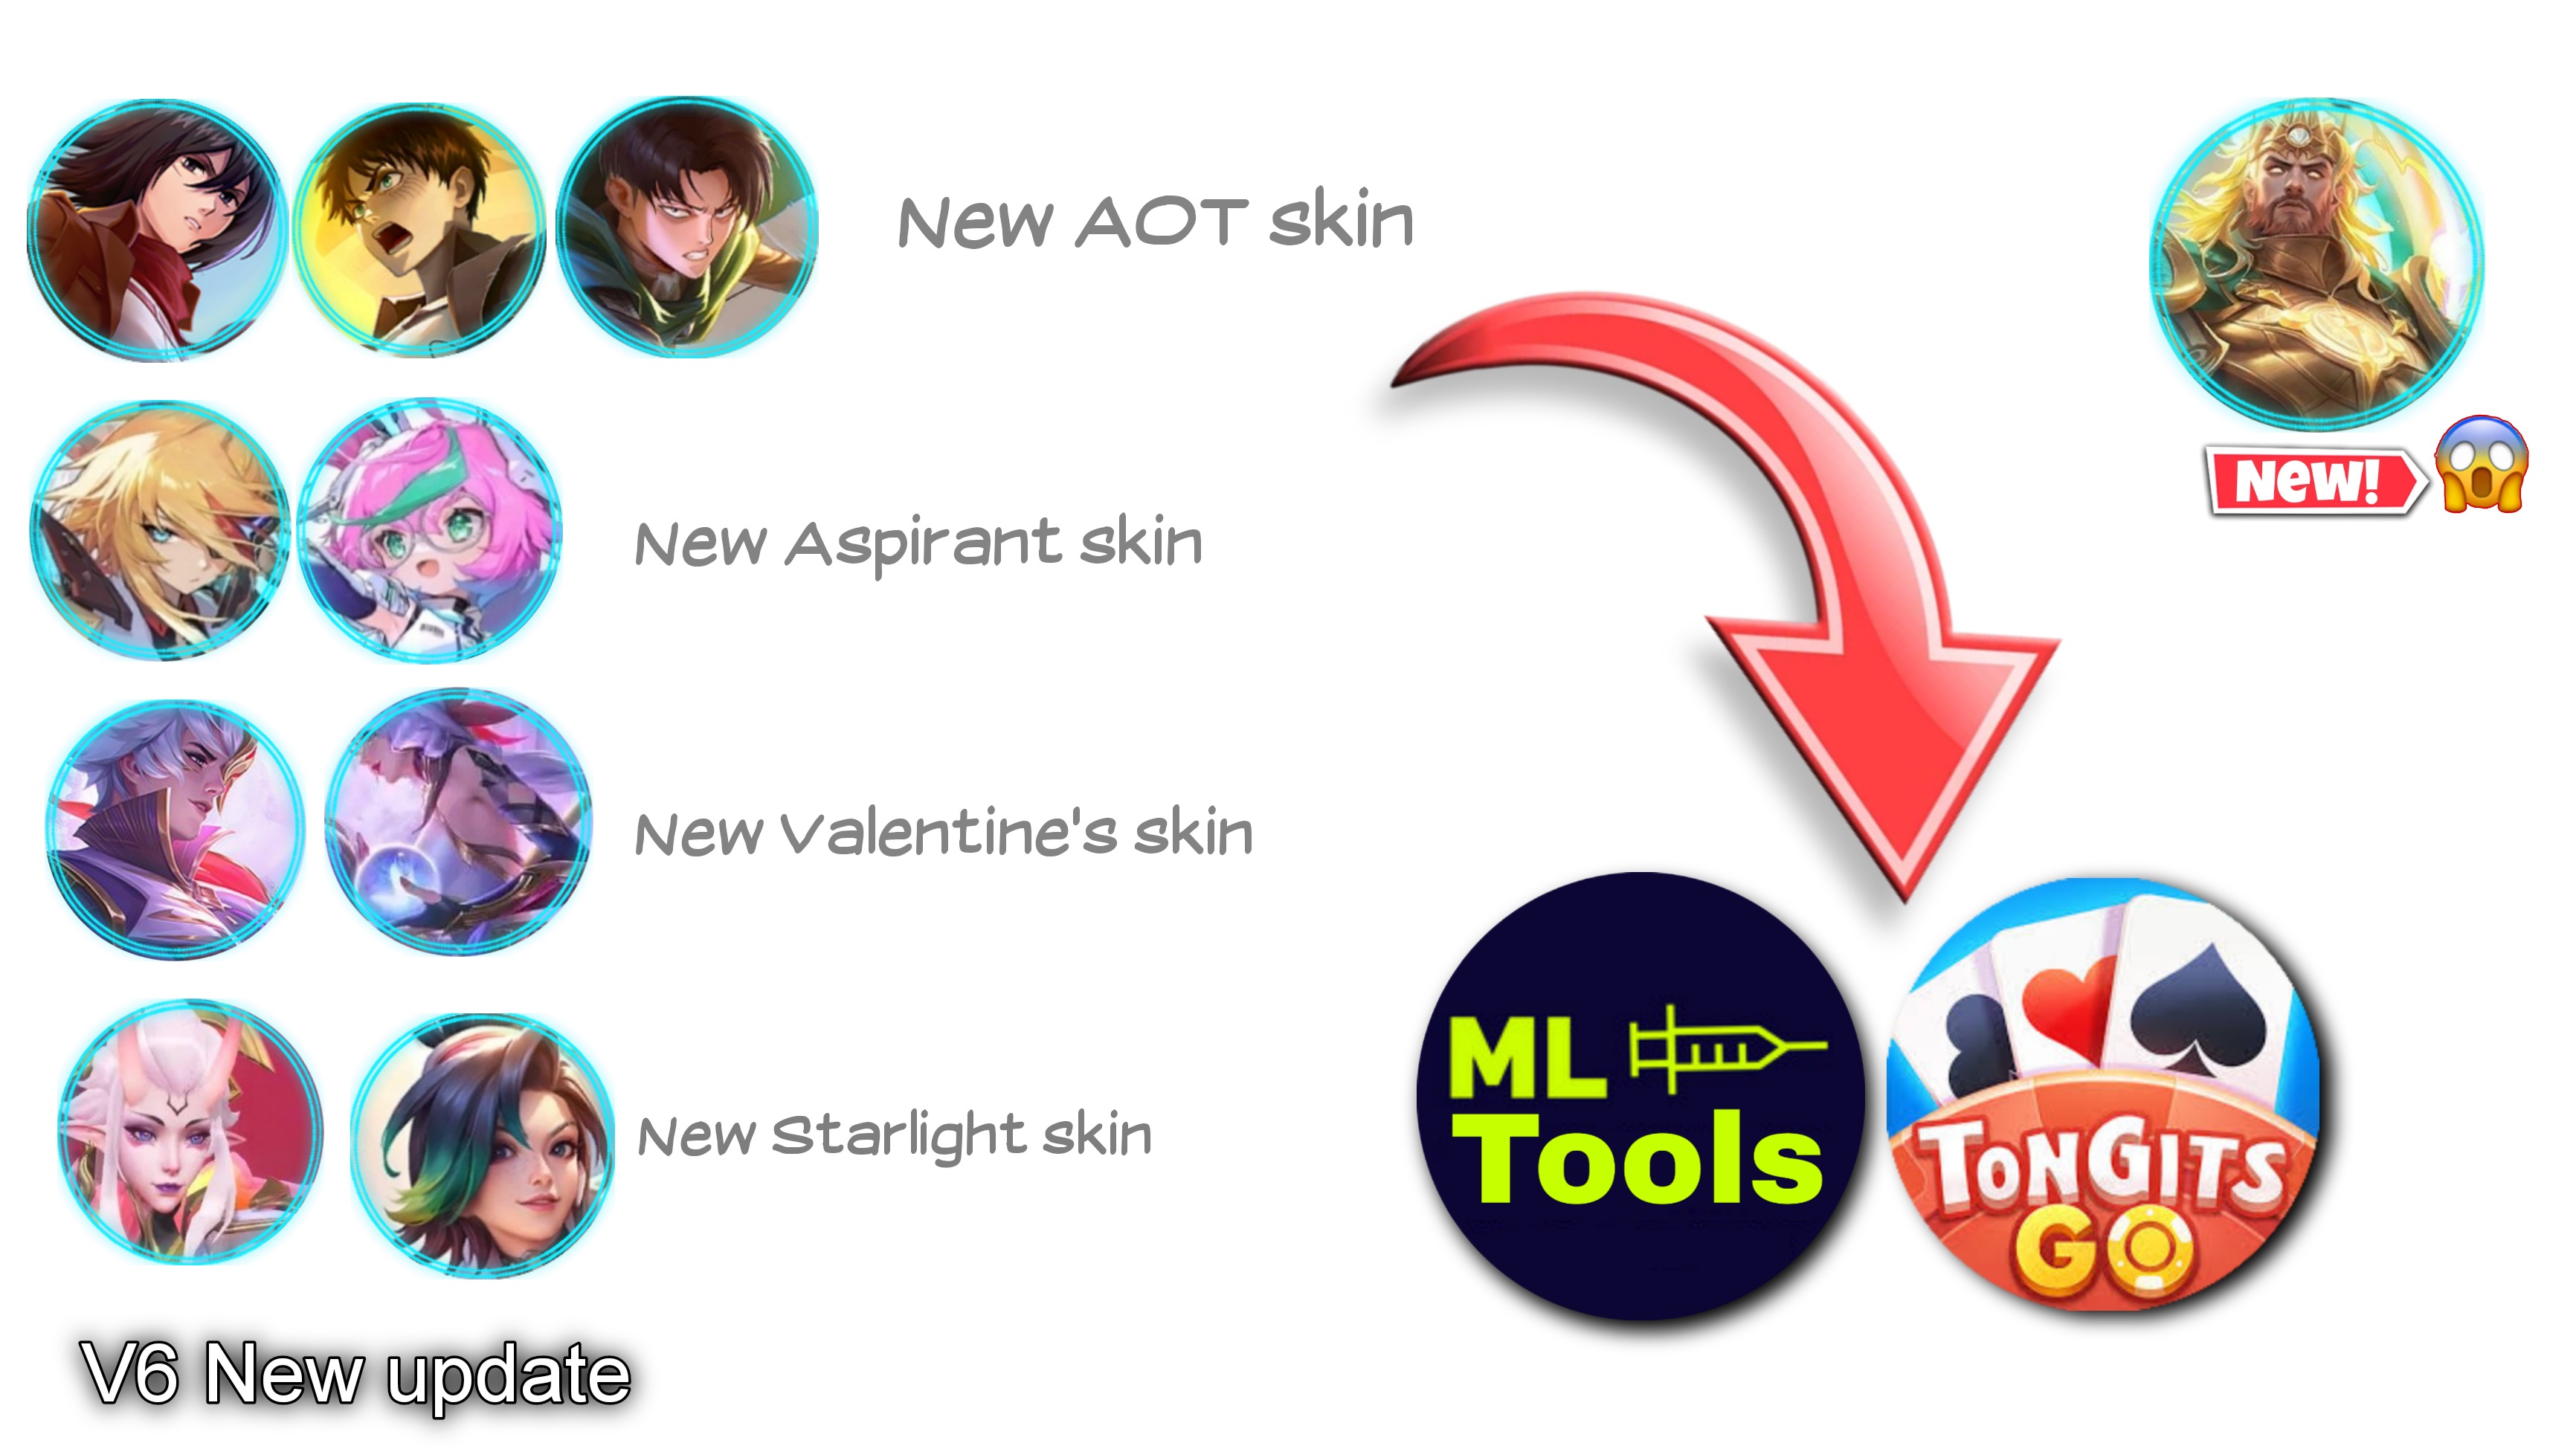 New AOT skin
New!
New Aspirant skin
New Valentine's skin
New Starlight skin
ML
Tools
TONGITS
GO
V6 New update